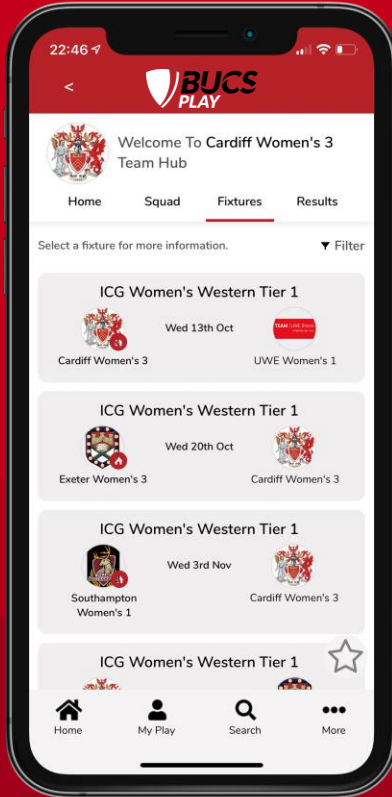 22:46
<
BUCS
PLAY
Welcome To Cardiff Women's 3
Team Hub
Home Squad Fixtures Results
Select a fixture for more information. ▼ Filter
ICG Women's Western Tier 1
Wed 13th Oct
Cardiff Women's 3 UWE Women's 1
ICG Women's Western Tier 1
Wed 20th Oct
Exeter Women's 3 Cardiff Women's 3
ICG Women's Western Tier 1
Wed 3rd Nov
Southampton Cardiff Women's 3
Women's 1
ICG Women's Western Tier 1
Home My Play Search More